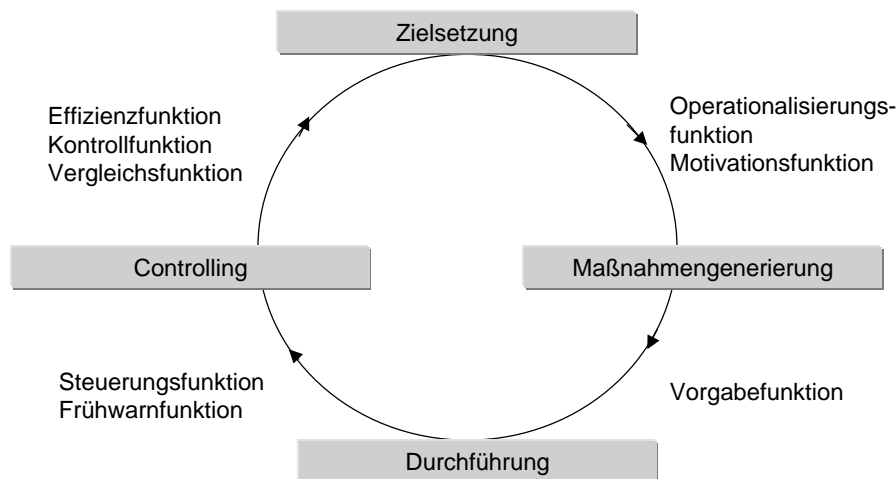 Zielsetzung
Effizienzfunktion
Kontrollfunktion
Vergleichsfunktion
Operationalisierungs-
funktion
Motivationsfunktion
Controlling
Maßnahmengenerierung
Steuerungsfunktion
Frühwarnfunktion
Vorgabefunktion
Durchführung